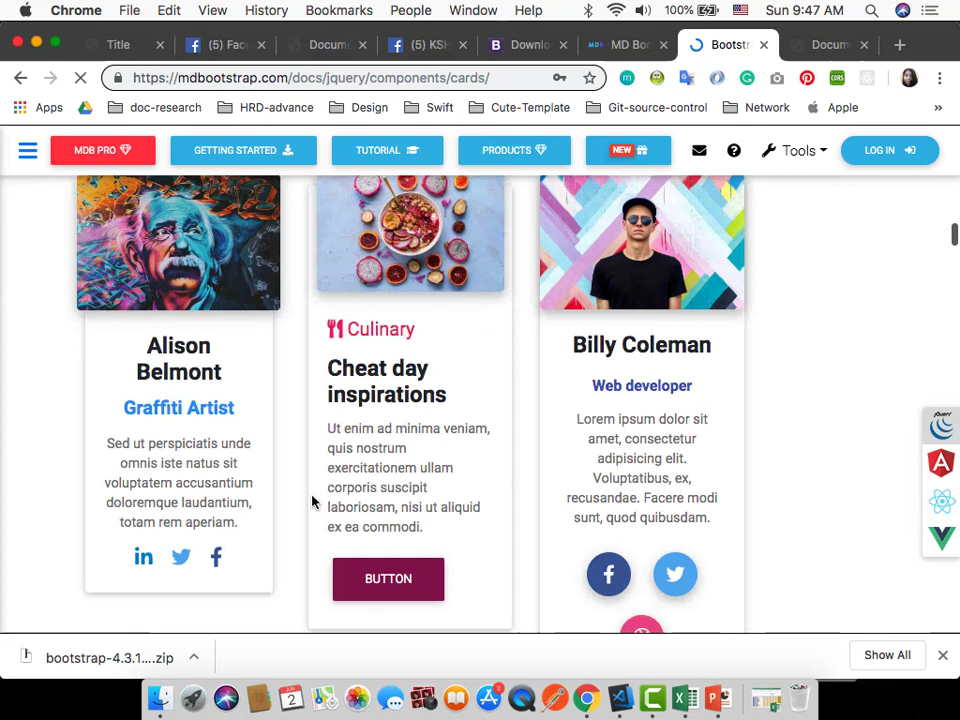 Chrome File Edit View History Bookmarks People Window Help 100% Sun 9:47 AM
Title (5) Fac Docum (5) KSH Downlo MD Boo Bootstr Docum
https://mdbootstrap.com/docs/jquery/components/cards/
Apps doc-research HRD-advance Design Swift Cute-Template Git-source-control Network Apple »
MDB PRO GETTING STARTED TUTORIAL PRODUCTS NEW Tools LOG IN
Alison
Belmont
Graffiti Artist
Sed ut perspiciatis unde
omnis iste natus sit
voluptatem accusantium
doloremque laudantium,
totam rem aperiam.
Culinary
Cheat day
inspirations
Ut enim ad minima veniam,
quis nostrum
exercitationem ullam
corporis suscipit
laboriosam, nisi ut aliquid
ex ea commodi.
BUTTON
Billy Coleman
Web developer
Lorem ipsum dolor sit
amet, consectetur
adipisicing elit.
Voluptatibus, ex,
recusandae. Facere modi
sunt, quod quibusdam.
jQuery
bootstrap-4.3.1....zip
Show All